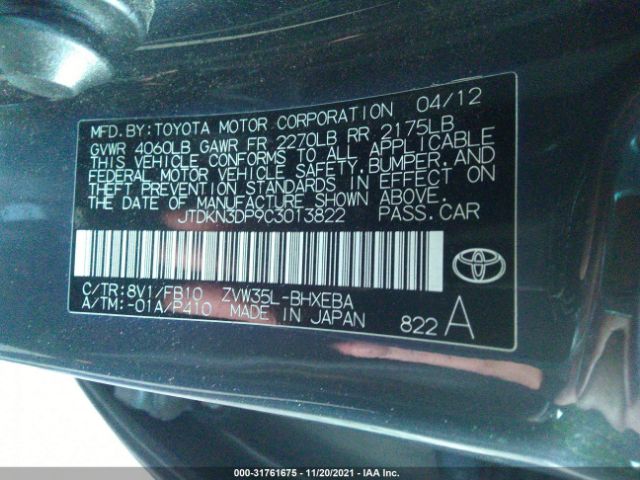 MFD. BY: TOYOTA MOTOR CORPORATION 04/12
GVWR 4060LB GAWR FR 2270LB RR 2175LB
THIS VEHICLE CONFORMS TO ALL APPLICABLE
FEDERAL MOTOR VEHICLE SAFETY, BUMPER, AND
THEFT PREVENTION STANDARDS IN EFFECT ON
THE DATE OF MANUFACTURE SHOWN ABOVE.
JTDKN3DP9C3013822 PASS. CAR
C/TR: 8V1/FB10 ZVW35L-BHXEBA
A/TM: -01A/P410 MADE IN JAPAN 822 A
000-31761675 - 11/20/2021 - IAA Inc.